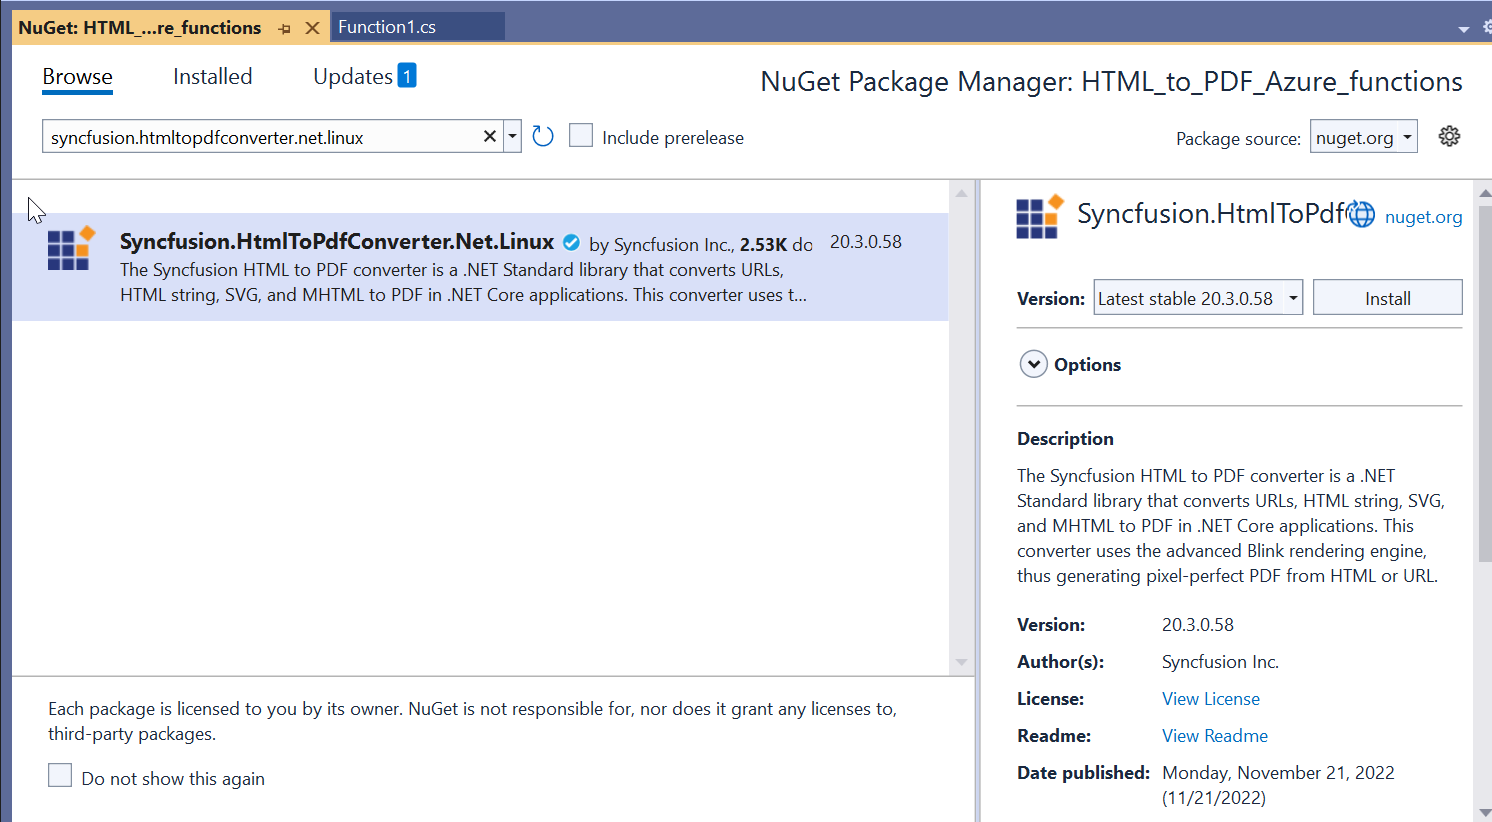 NuGet: HTML_...re_functions
Function1.cs
Browse
Installed
Updates 1
NuGet Package Manager: HTML_to_PDF_Azure_functions
syncfusion.htmltopdfconverter.net.linux
Include prerelease
Package source: nuget.org
Syncfusion.HtmlToPdfConverter.Net.Linux by Syncfusion Inc., 2.53K do 20.3.0.58
The Syncfusion HTML to PDF converter is a .NET Standard library that converts URLs,
HTML string, SVG, and MHTML to PDF in .NET Core applications. This converter uses t...
Each package is licensed to you by its owner. NuGet is not responsible for, nor does it grant any licenses to,
third-party packages.
Do not show this again
Syncfusion.HtmlToPdf
nuget.org
Version: Latest stable 20.3.0.58
Install
Options
Description
The Syncfusion HTML to PDF converter is a .NET
Standard library that converts URLs, HTML string, SVG,
and MHTML to PDF in .NET Core applications. This
converter uses the advanced Blink rendering engine,
thus generating pixel-perfect PDF from HTML or URL.
Version: 20.3.0.58
Author(s): Syncfusion Inc.
License: View License
Readme: View Readme
Date published: Monday, November 21, 2022
(11/21/2022)